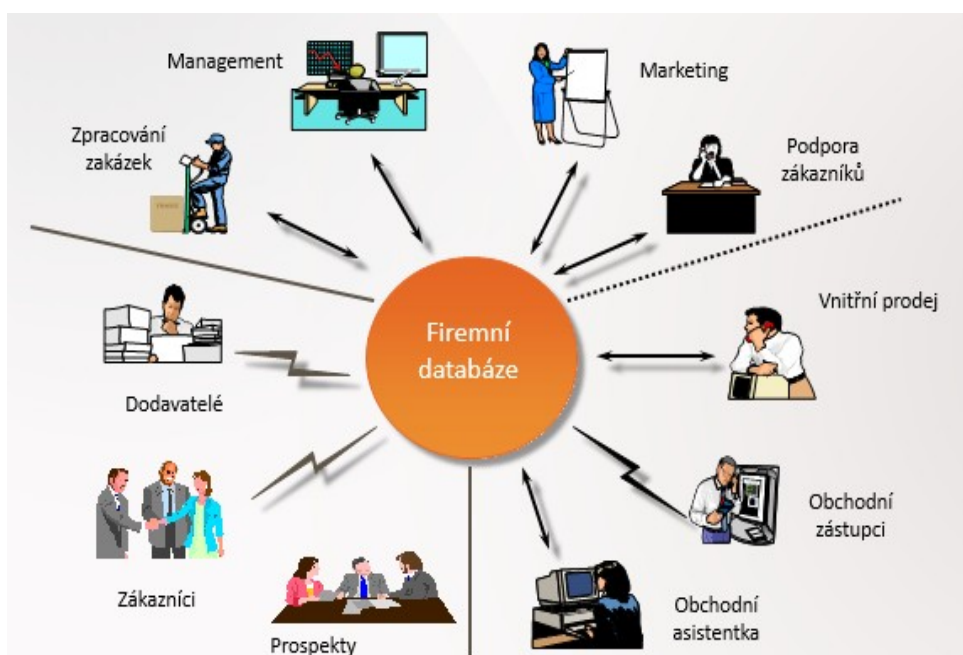 Management
Marketing
Zpracování
zakázek
Podpora
zákazníků
Vnitřní prodej
Firemní
databáze
Dodavatelé
Obchodní
zástupci
Zákazníci
Obchodní
asistentka
Prospekty